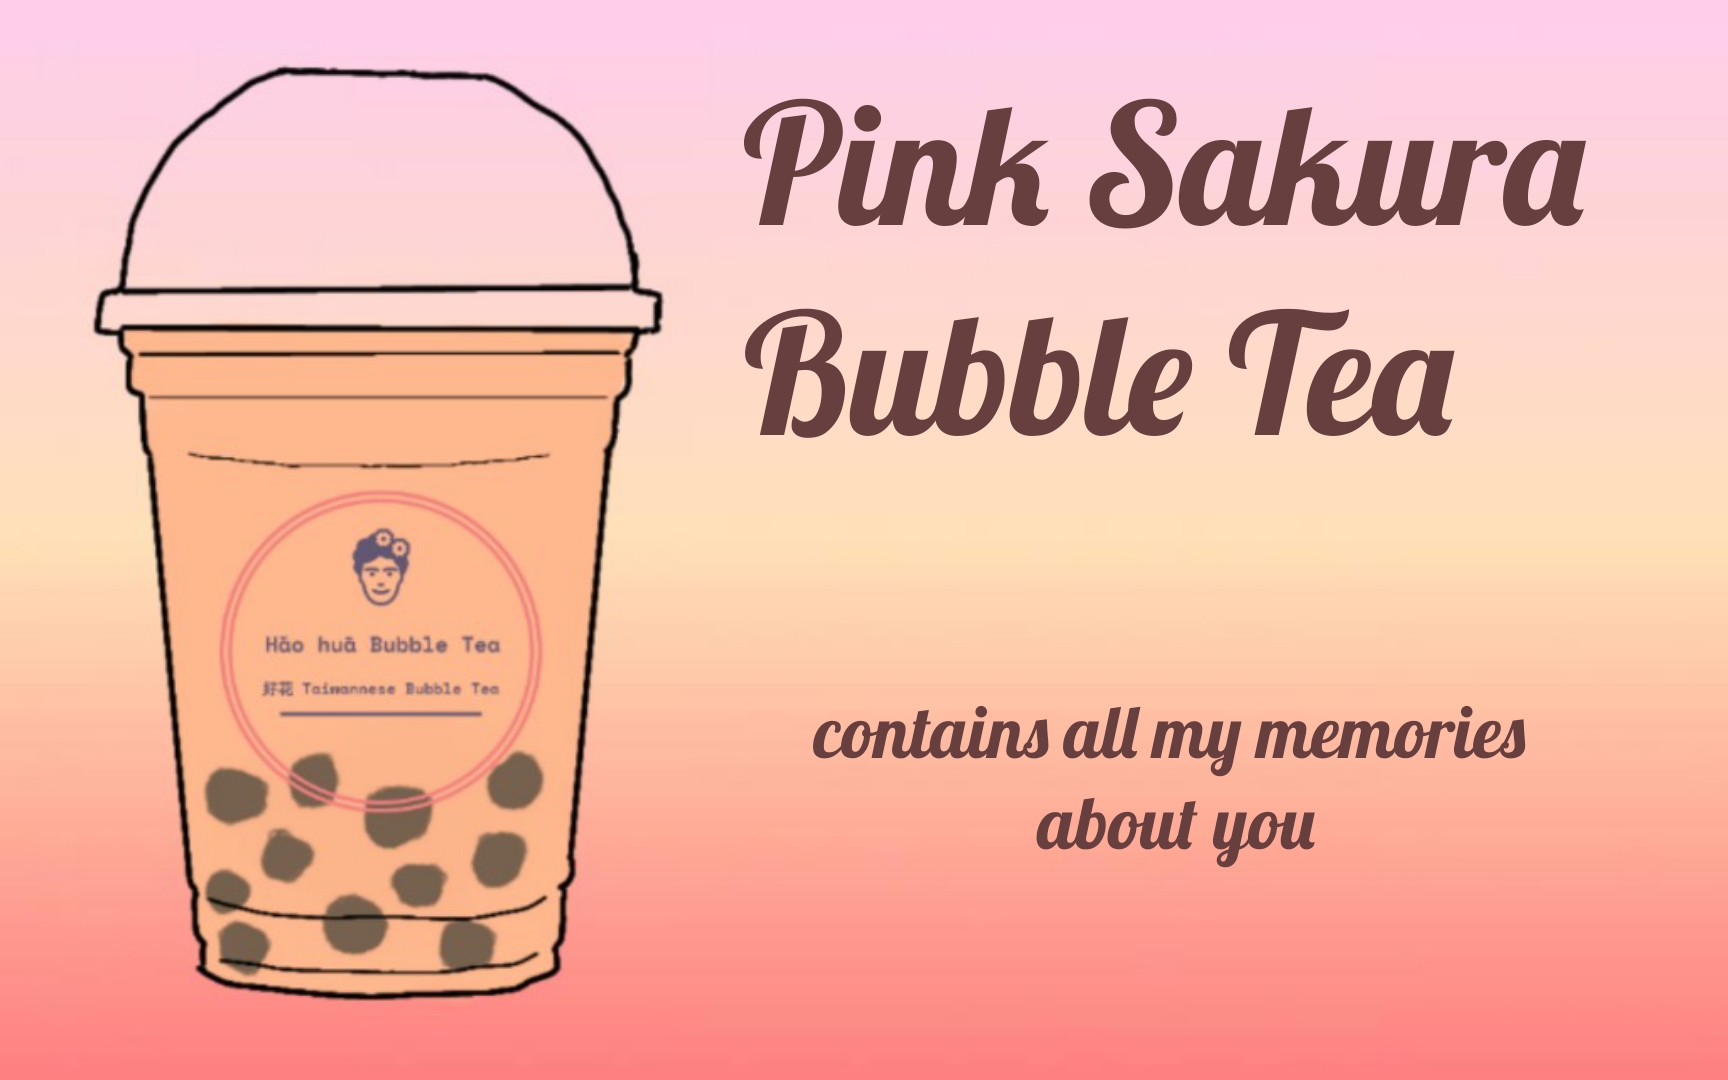 Pink Sakura
Bubble Tea
Hǎo huā Bubble Tea
好花 Taiwannese Bubble Tea
contains all my memories
about you